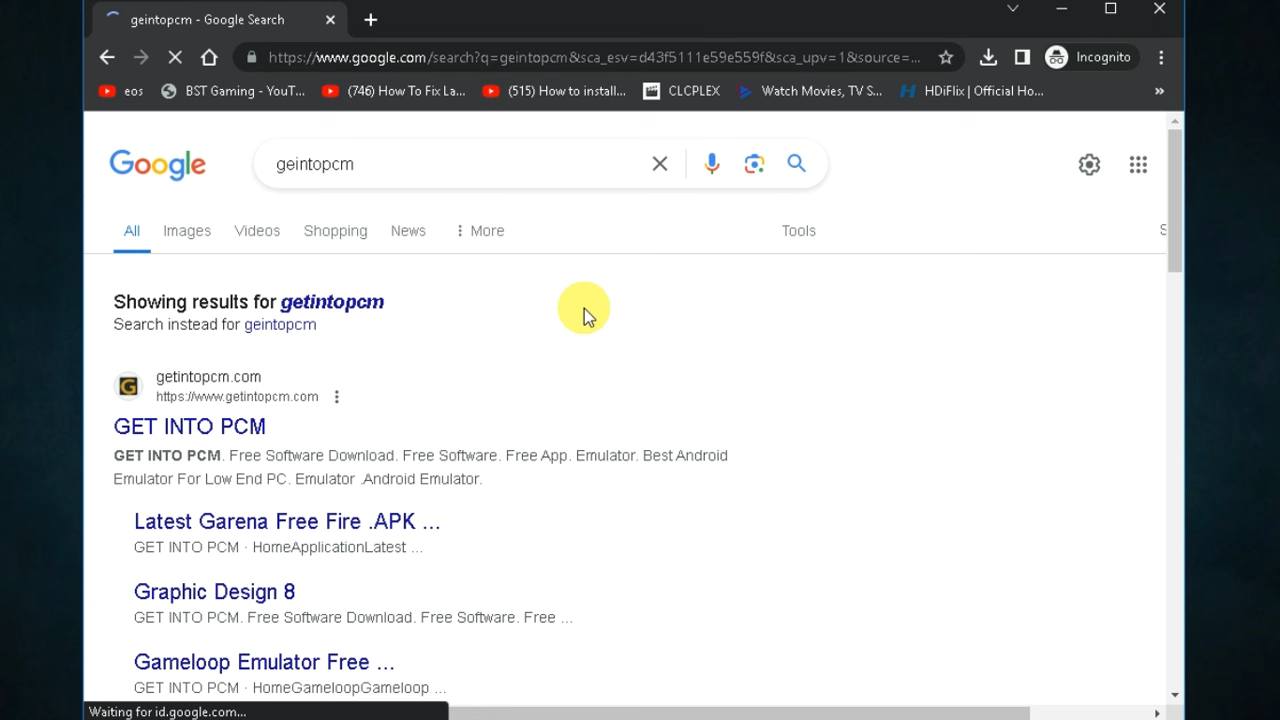 geintopcm - Google Search
https://www.google.com/search?q=geintopcm&sca_esv=d43f5111e59e559f&sca_upv=1&source=...
Incognito
eos
BST Gaming - YouT...
(746) How To Fix La...
(515) How to install...
CLCPLEX
Watch Movies, TV S...
HDiFlix | Official Ho...
»
Google
geintopcm
All
Images
Videos
Shopping
News
More
Tools
Showing results for getintopcm
Search instead for geintopcm
G
getintopcm.com
https://www.getintopcm.com
GET INTO PCM
GET INTO PCM. Free Software Download. Free Software. Free App. Emulator. Best Android
Emulator For Low End PC. Emulator .Android Emulator.
Latest Garena Free Fire .APK ...
GET INTO PCM · HomeApplicationLatest ...
Graphic Design 8
GET INTO PCM. Free Software Download. Free Software. Free ...
Gameloop Emulator Free ...
GET INTO PCM · HomeGameloopGameloop ...
Waiting for id.google.com...